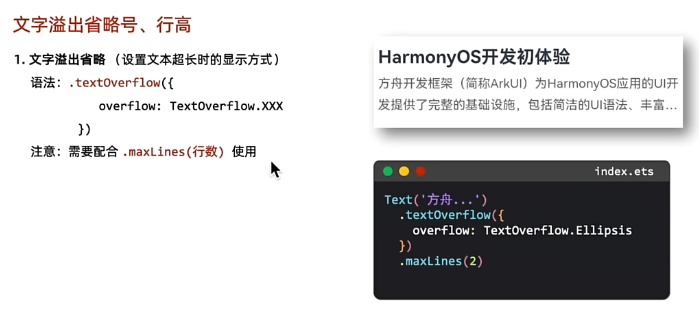 文字溢出省略号、行高
1. 文字溢出省略 (设置文本超长时的显示方式)
语法: .textOverflow({
overflow: TextOverflow.XXX
})
注意: 需要配合 .maxLines(行数) 使用
HarmonyOS开发初体验
方舟开发框架（简称ArkUI）为HarmonyOS应用的UI开
发提供了完整的基础设施，包括简洁的UI语法、丰富...
index.ets
Text('方舟...')
.textOverflow({
overflow: TextOverflow.Ellipsis
})
.maxLines(2)